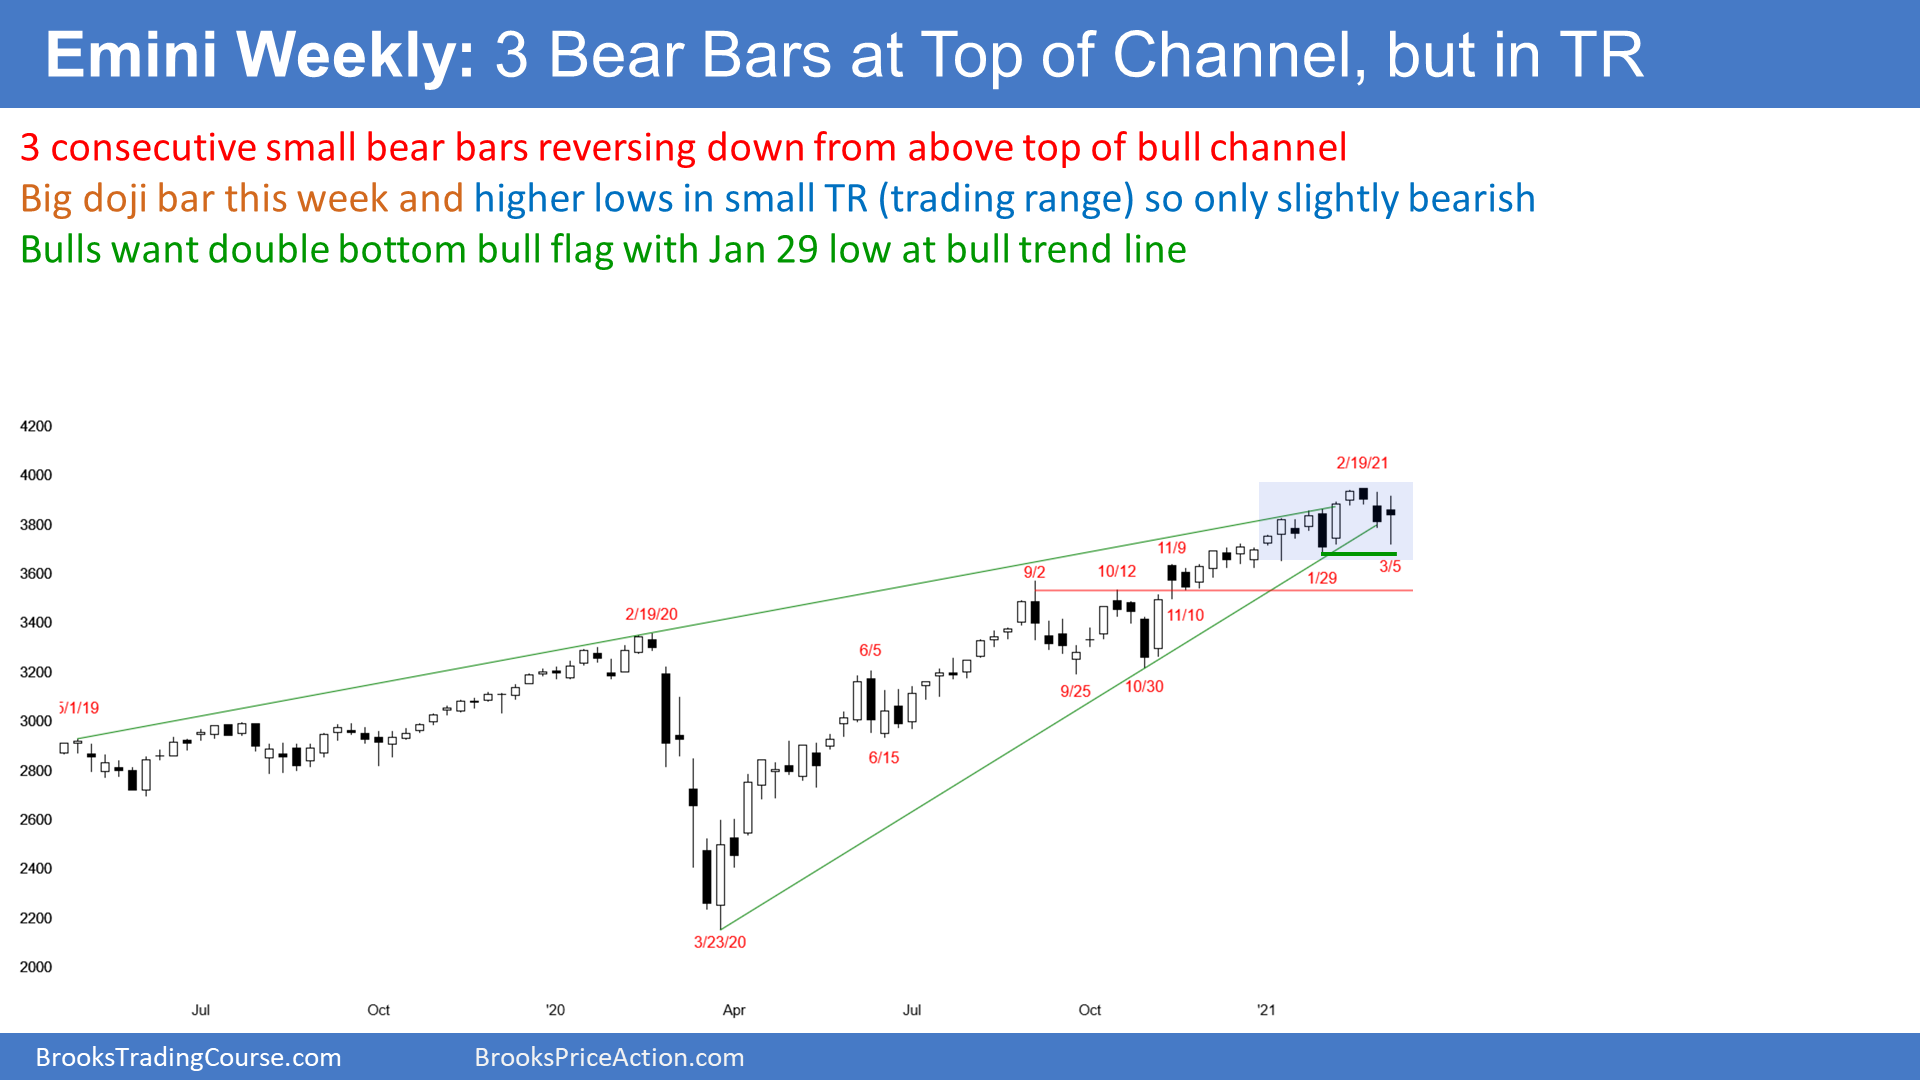 Emini Weekly: 3 Bear Bars at Top of Channel, but in TR
3 consecutive small bear bars reversing down from above top of bull channel
Big doji bar this week and higher lows in small TR (trading range) so only slightly bearish
Bulls want double bottom bull flag with Jan 29 low at bull trend line
4200
4000
3800
3600
3400
3200
3000
2800
2600
2400
2200
2000
5/1/19
2/19/20
3/23/20
6/5
6/15
9/2
9/25
10/12
10/30
11/9
11/10
1/29
2/19/21
3/5
Jul
Oct
'20
Apr
Jul
Oct
'21
BrooksTradingCourse.com
BrooksPriceAction.com